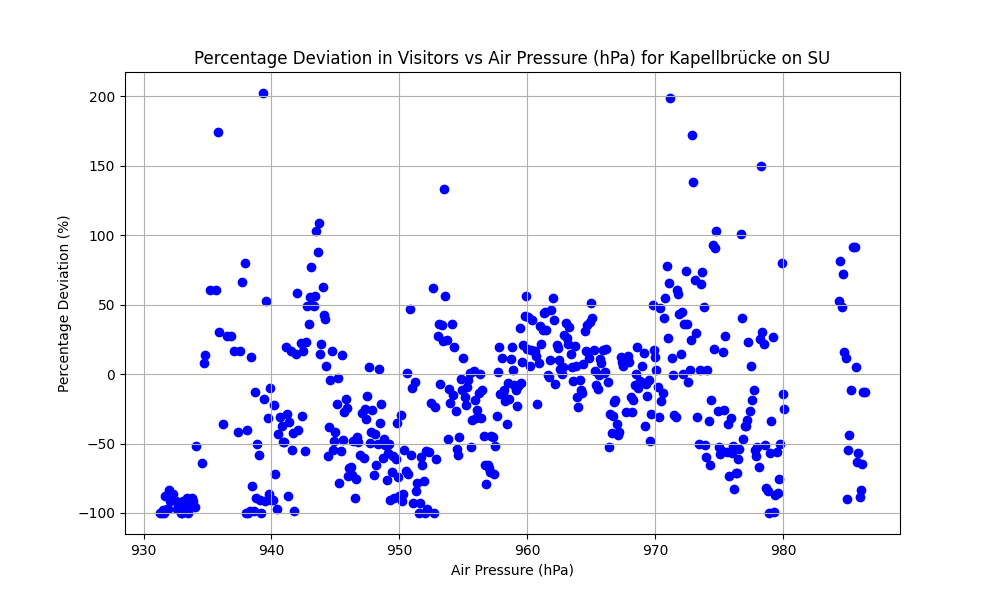 Percentage Deviation in Visitors vs Air Pressure (hPa) for Kapellbrücke on SU
Percentage Deviation (%)
200
150
100
50
0
−50
−100
930 940 950 960 970 980
Air Pressure (hPa)